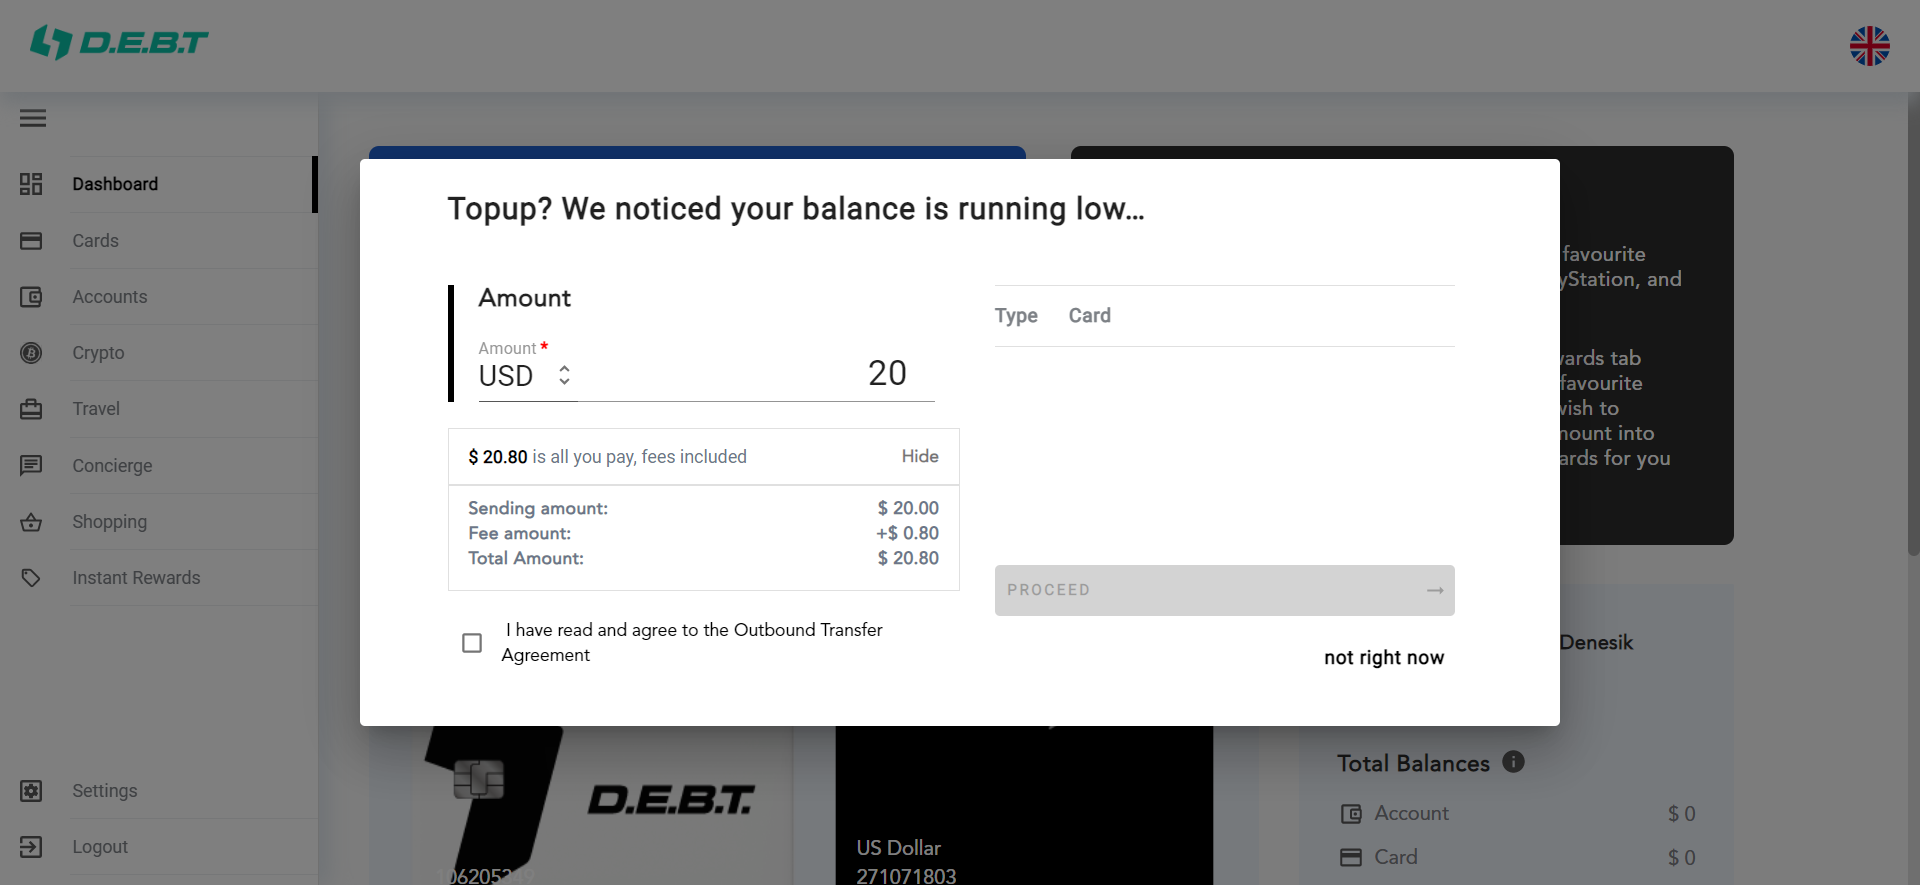 D.E.B.T
Dashboard
Cards
Accounts
Crypto
Travel
Concierge
Shopping
Instant Rewards
Settings
Logout
Topup? We noticed your balance is running low...
Amount
Amount *
USD
20
$ 20.80 is all you pay, fees included
Hide
Sending amount: $ 20.00
Fee amount: +$ 0.80
Total Amount: $ 20.80
I have read and agree to the Outbound Transfer
Agreement
Type Card
PROCEED →
not right now
favourite
yStation, and
ards tab
favourite
vish to
mount into
ards for you
Denesik
Total Balances
Account $ 0
Card $ 0
D.E.B.T.
106205349
US Dollar
271071803